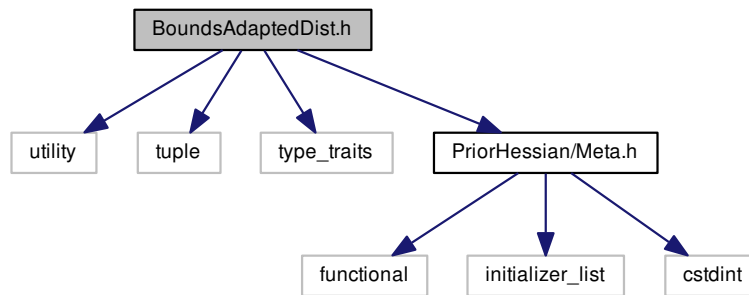 BoundsAdaptedDist.h
utility
tuple
type_traits
PriorHessian/Meta.h
functional
initializer_list
cstdint